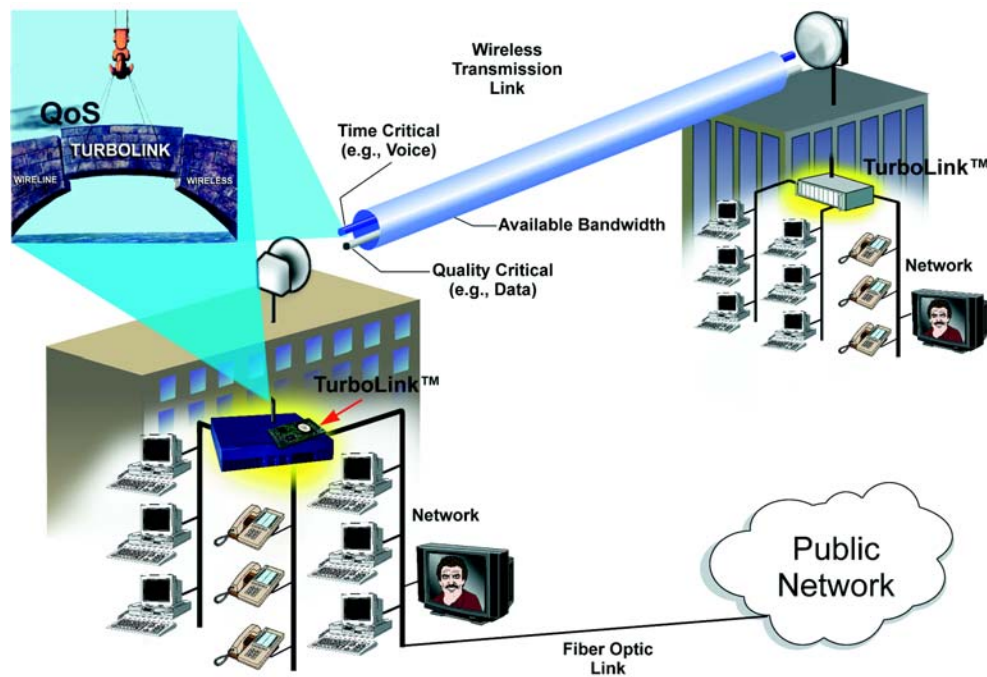 QoS
TURBOLINK
WIRELINE
WIRELESS
Wireless
Transmission
Link
Time Critical
(e.g., Voice)
Available Bandwidth
Quality Critical
(e.g., Data)
TurboLink™
Network
TurboLink™
Network
Public
Network
Fiber Optic
Link